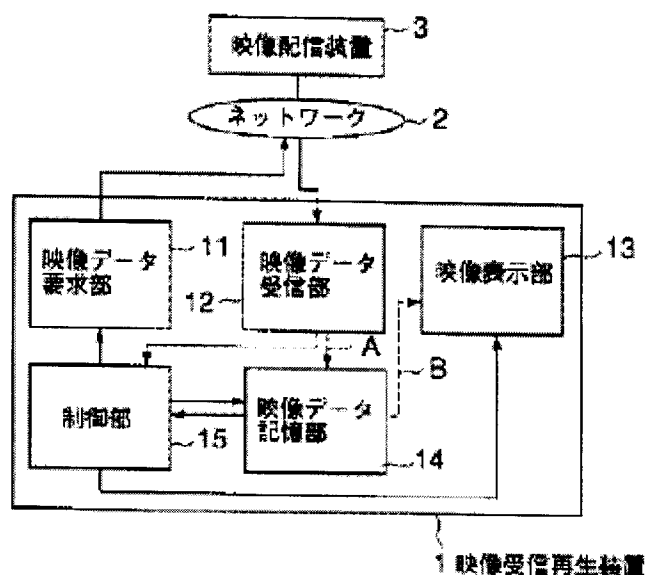 映像配信装置
3
ネットワーク
2
映像データ
要求部
11
映像データ
受信部
12
映像表示部
13
A
B
制御部
15
映像データ
記憶部
14
1 映像受信再生装置